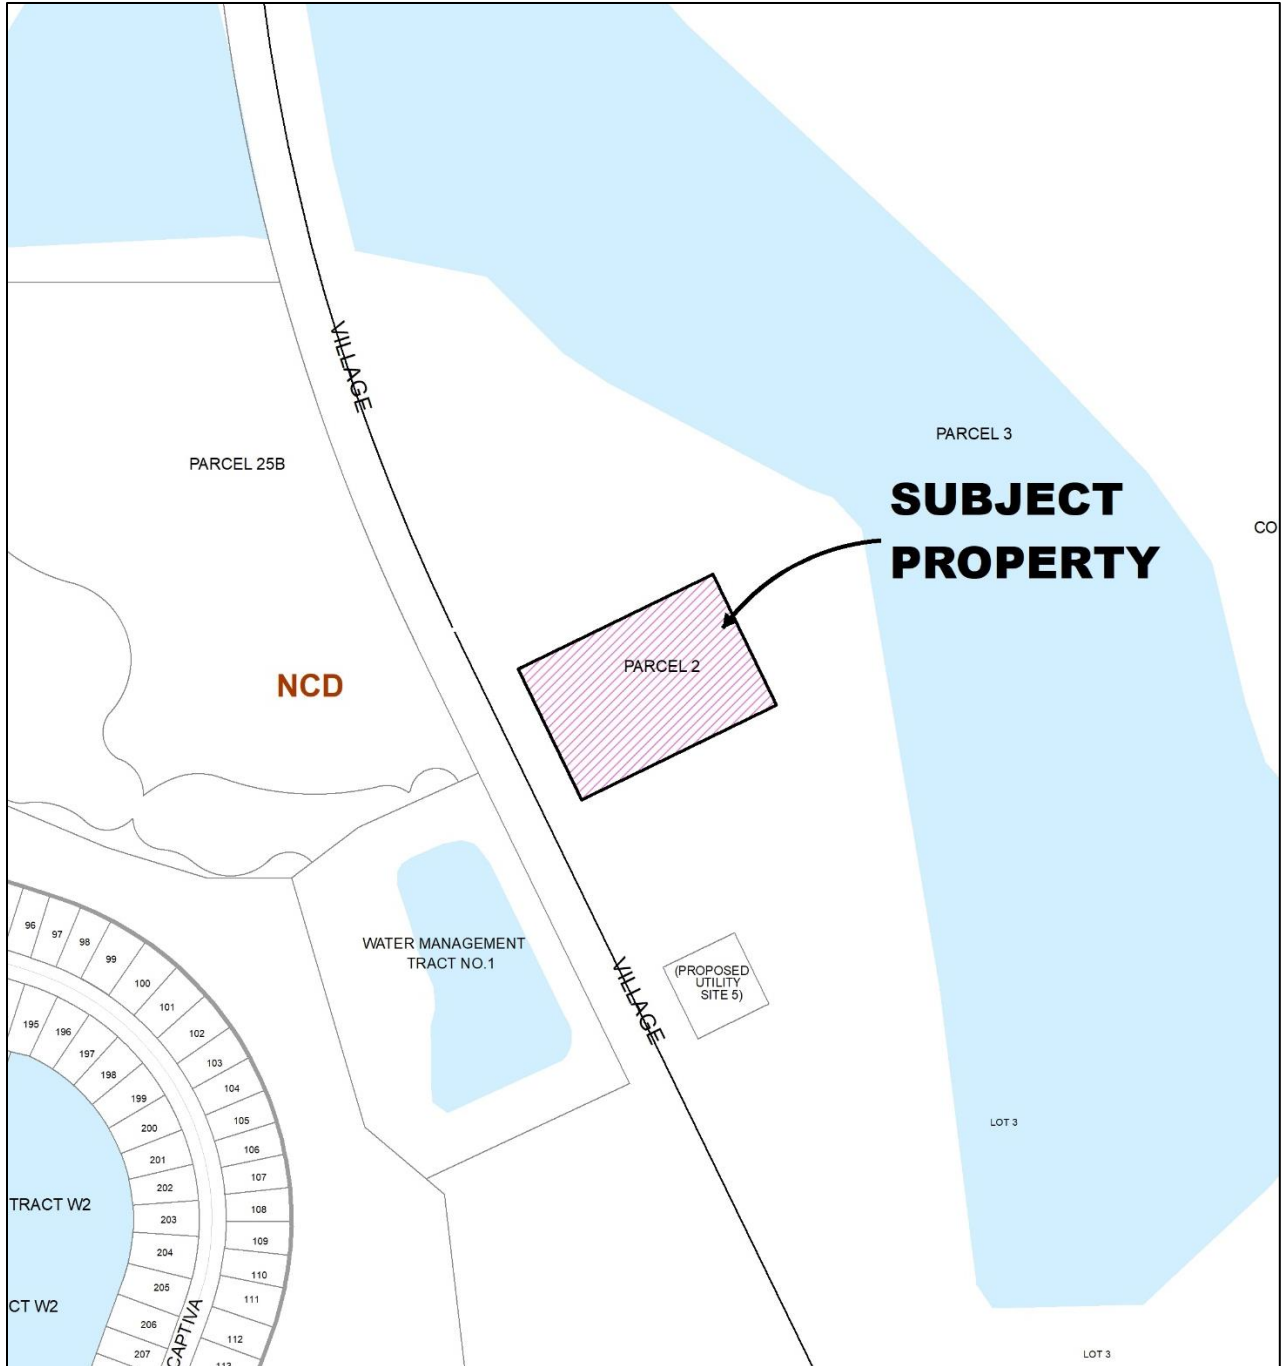 VILLAGE
PARCEL 3
PARCEL 25B
SUBJECT
PROPERTY
CO
PARCEL 2
NCD
96
97
98
99
100
101
102
103
104
105
106
107
108
109
110
111
112
113
WATER MANAGEMENT
TRACT NO.1
VILLAGE
(PROPOSED
UTILITY
SITE 5)
195
196
197
198
199
200
201
202
203
204
205
206
207
LOT 3
TRACT W2
CT W2
CAPTIVA
LOT 3